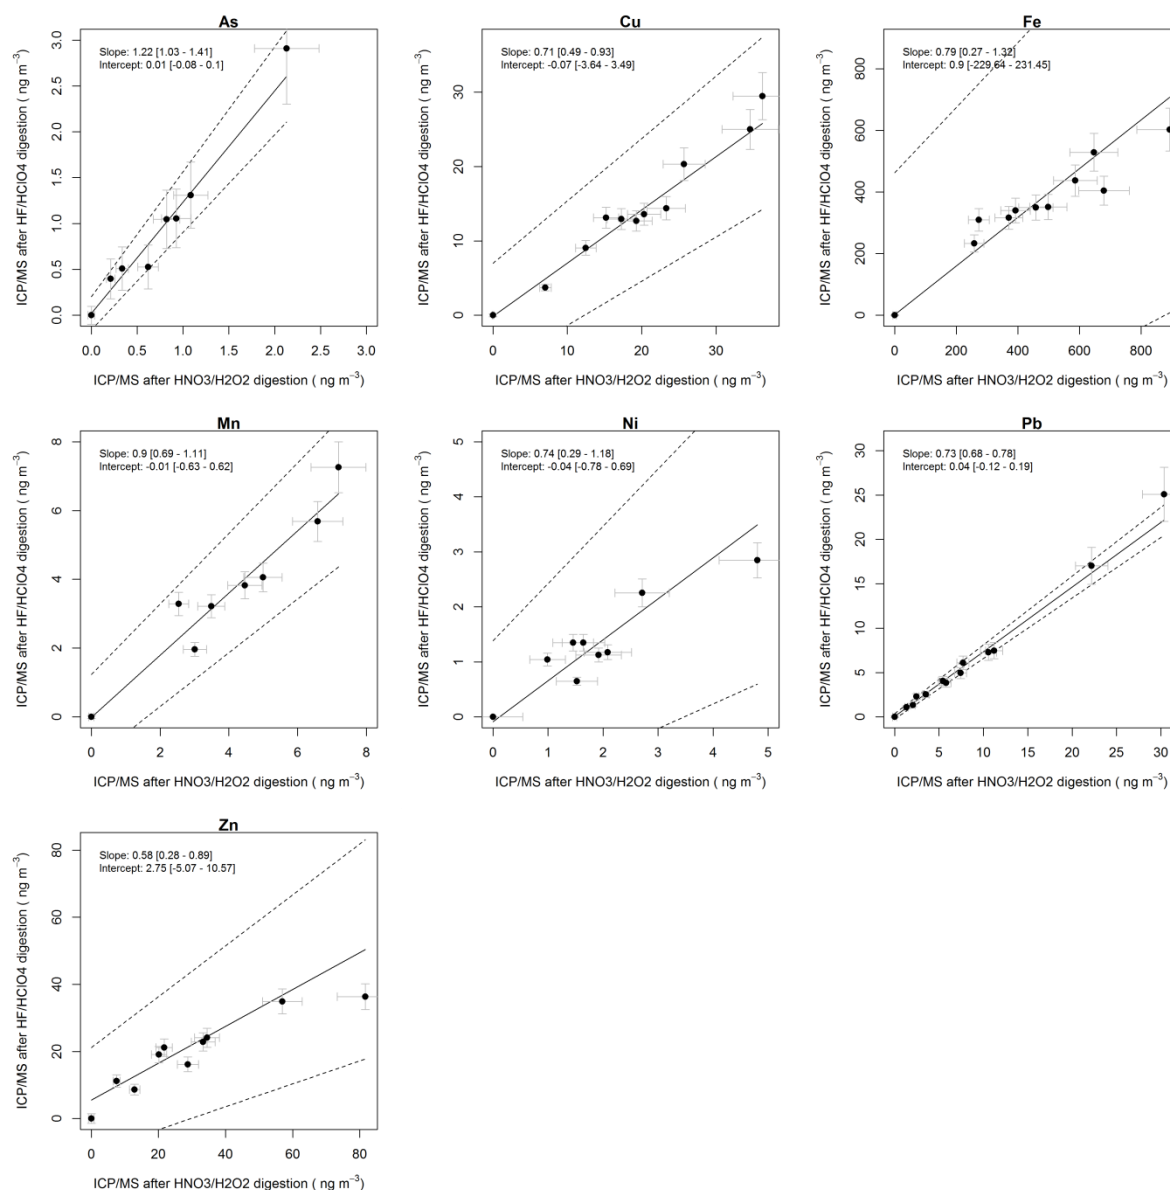 As
Slope: 1.22 [1.03 - 1.41]
Intercept: 0.01 [-0.08 - 0.1]
ICP/MS after HF/HClO4 digestion ( ng m⁻³)
3.0
2.5
2.0
1.5
1.0
0.5
0.0
0.0 0.5 1.0 1.5 2.0 2.5 3.0
ICP/MS after HNO3/H2O2 digestion ( ng m⁻³)
Cu
Slope: 0.71 [0.49 - 0.93]
Intercept: -0.07 [-3.64 - 3.49]
ICP/MS after HF/HClO4 digestion ( ng m⁻³)
30
20
10
0
0 10 20 30
ICP/MS after HNO3/H2O2 digestion ( ng m⁻³)
Fe
Slope: 0.79 [0.27 - 1.32]
Intercept: 0.9 [-229.64 - 231.45]
ICP/MS after HF/HClO4 digestion ( ng m⁻³)
800
600
400
200
0
0 200 400 600 800
ICP/MS after HNO3/H2O2 digestion ( ng m⁻³)
Mn
Slope: 0.9 [0.69 - 1.11]
Intercept: -0.01 [-0.63 - 0.62]
ICP/MS after HF/HClO4 digestion ( ng m⁻³)
8
6
4
2
0
0 2 4 6 8
ICP/MS after HNO3/H2O2 digestion ( ng m⁻³)
Ni
Slope: 0.74 [0.29 - 1.18]
Intercept: -0.04 [-0.78 - 0.69]
ICP/MS after HF/HClO4 digestion ( ng m⁻³)
5
4
3
2
1
0
0 1 2 3 4 5
ICP/MS after HNO3/H2O2 digestion ( ng m⁻³)
Pb
Slope: 0.73 [0.68 - 0.78]
Intercept: 0.04 [-0.12 - 0.19]
ICP/MS after HF/HClO4 digestion ( ng m⁻³)
30
25
20
15
10
5
0
0 5 10 15 20 25 30
ICP/MS after HNO3/H2O2 digestion ( ng m⁻³)
Zn
Slope: 0.58 [0.28 - 0.89]
Intercept: 2.75 [-5.07 - 10.57]
ICP/MS after HF/HClO4 digestion ( ng m⁻³)
80
60
40
20
0
0 20 40 60 80
ICP/MS after HNO3/H2O2 digestion ( ng m⁻³)